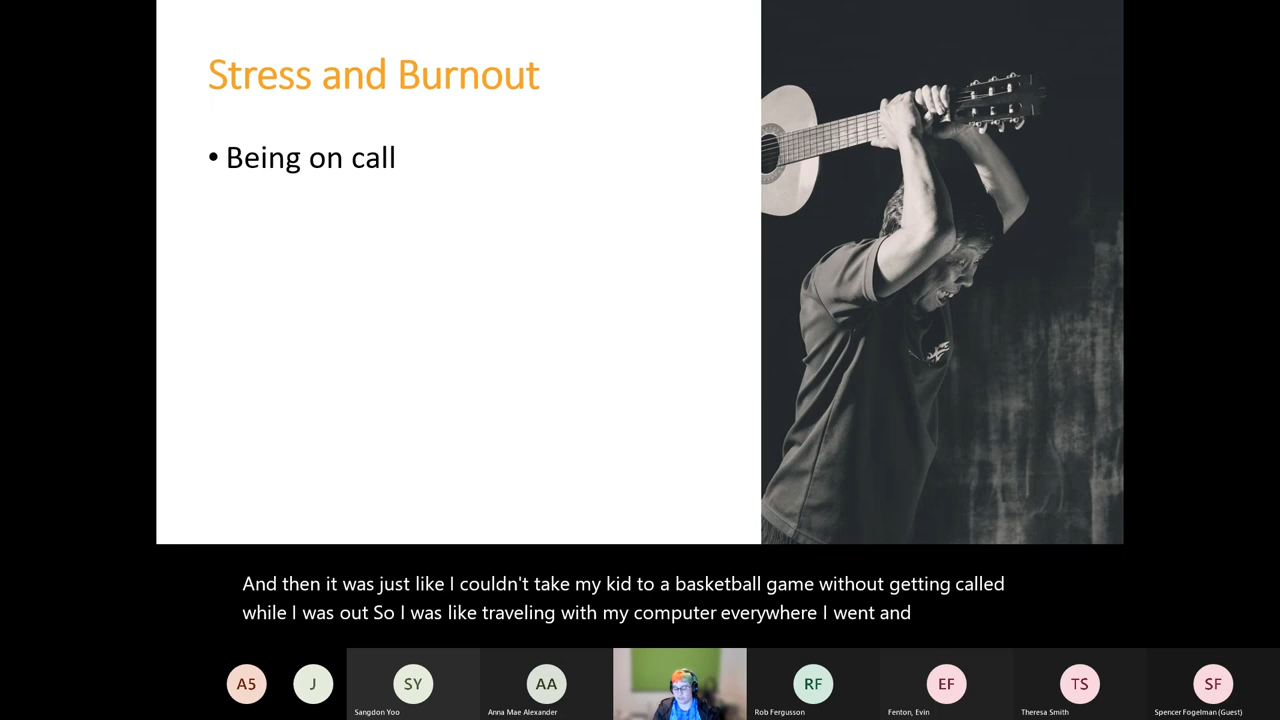 Stress and Burnout
• Being on call
And then it was just like I couldn't take my kid to a basketball game without getting called
while I was out So I was like traveling with my computer everywhere I went and
A5
J
SY
AA
RF
EF
TS
SF
Sangdon Yoo
Anna Mae Alexander
Rob Fergusson
Fenton, Evin
Theresa Smith
Spencer Fogelman (Guest)